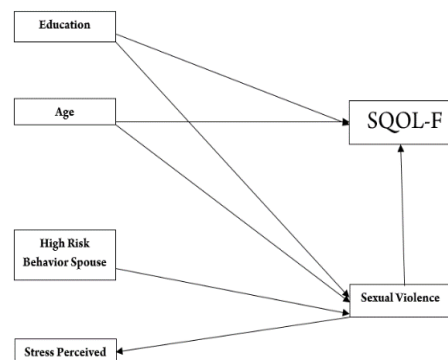 Education
Age
SQOL-F
High Risk
Behavior Spouse
Sexual Violence
Stress Perceived